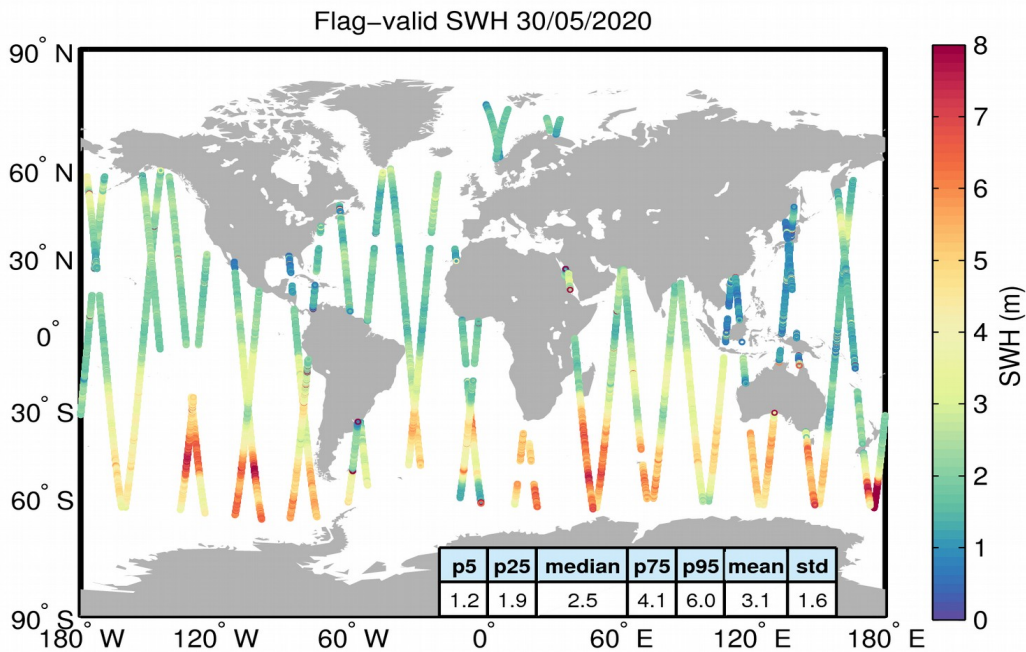 Flag−valid SWH 30/05/2020
90° N
60° N
30° N
0°
30° S
60° S
90° S
180° W
120° W
60° W
0°
60° E
120° E
180° E
p5 p25 median p75 p95 mean std
1.2 1.9 2.5 4.1 6.0 3.1 1.6
8
7
6
5
4
3
2
1
0
SWH (m)